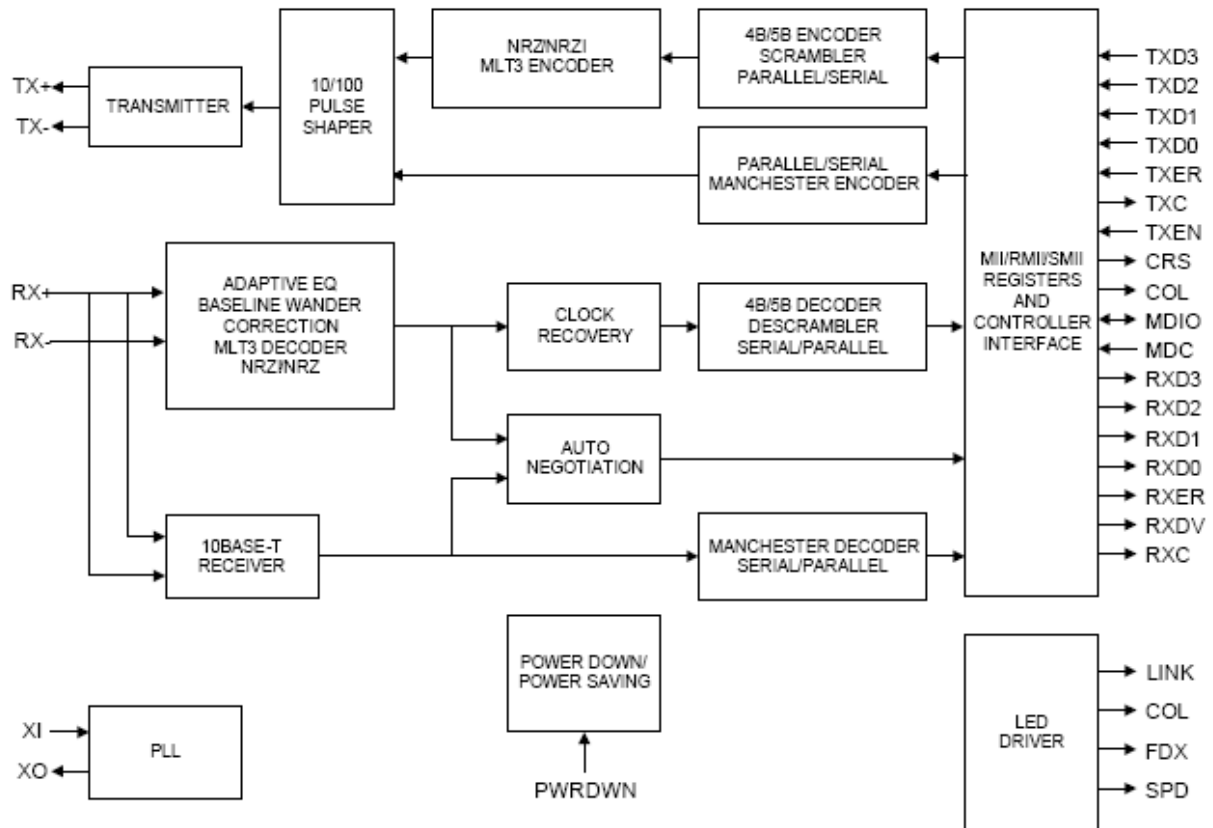 NRZ/NRZI
MLT3 ENCODER
4B/5B ENCODER
SCRAMBLER
PARALLEL/SERIAL
TX+
TX-
TRANSMITTER
10/100
PULSE
SHAPER
PARALLEL/SERIAL
MANCHESTER ENCODER
TXD3
TXD2
TXD1
TXD0
TXER
TXC
TXEN
CRS
COL
MDIO
MDC
RXD3
RXD2
RXD1
RXD0
RXER
RXDV
RXC
MII/RMII/SMII
REGISTERS
AND
CONTROLLER
INTERFACE
RX+
RX-
ADAPTIVE EQ
BASELINE WANDER
CORRECTION
MLT3 DECODER
NRZI/NRZ
CLOCK
RECOVERY
4B/5B DECODER
DESCRAMBLER
SERIAL/PARALLEL
AUTO
NEGOTIATION
10BASE-T
RECEIVER
MANCHESTER DECODER
SERIAL/PARALLEL
POWER DOWN/
POWER SAVING
PWRDWN
XI
XO
PLL
LED
DRIVER
LINK
COL
FDX
SPD